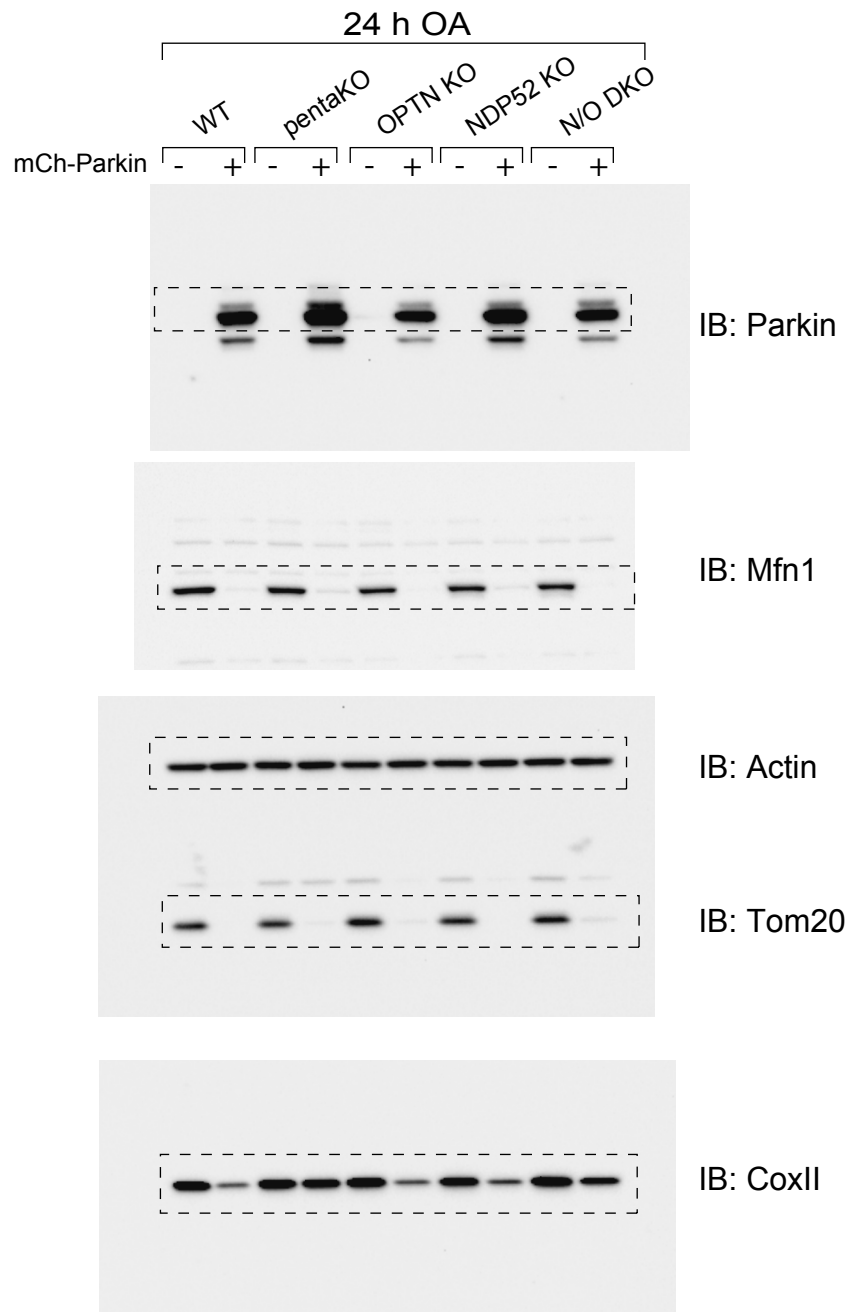 24 h OA
WT pentaKO OPTN KO NDP52 KO N/O DKO
mCh-Parkin - + - + - + - + - +
IB: Parkin
IB: Mfn1
IB: Actin
IB: Tom20
IB: CoxII